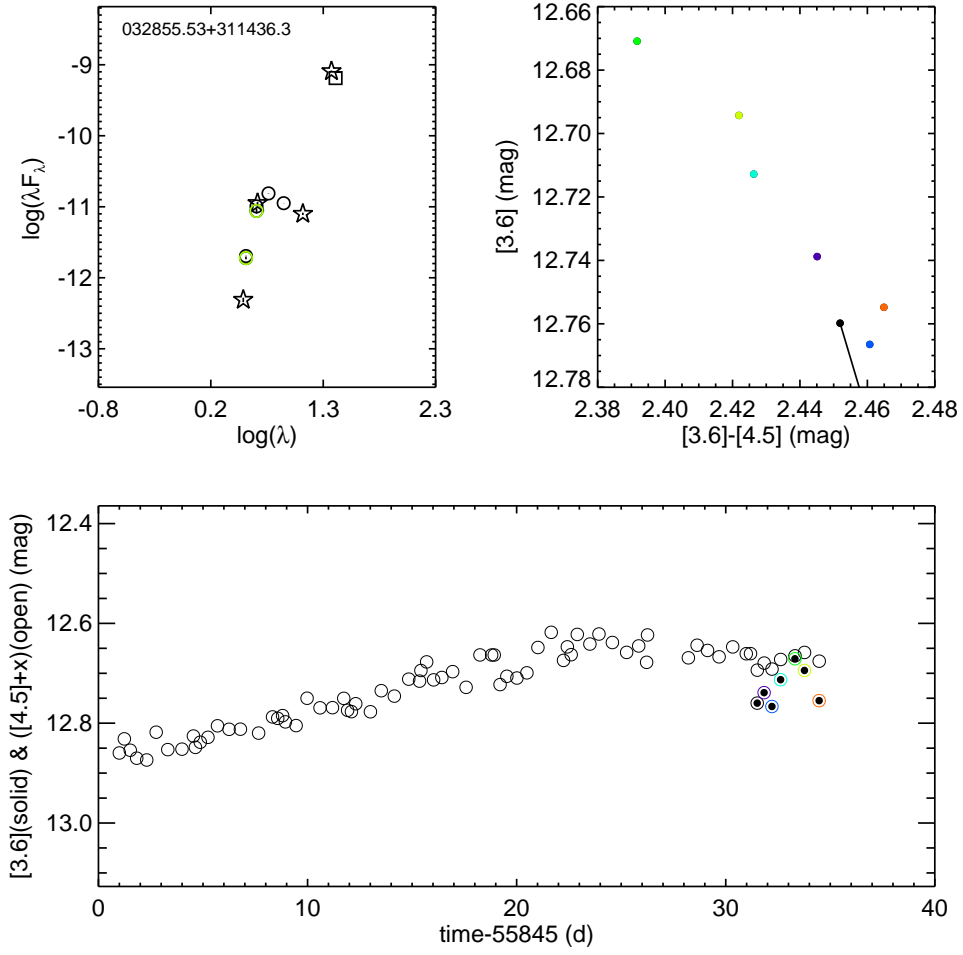 032855.53+311436.3
-9
-10
-11
-12
-13
log(λFλ)
-0.8 0.2 1.3 2.3
log(λ)
12.66
12.68
12.70
12.72
12.74
12.76
12.78
[3.6] (mag)
2.38 2.40 2.42 2.44 2.46 2.48
[3.6]-[4.5] (mag)
12.4
12.6
12.8
13.0
[3.6](solid) & ([4.5]+x)(open) (mag)
0 10 20 30 40
time-55845 (d)